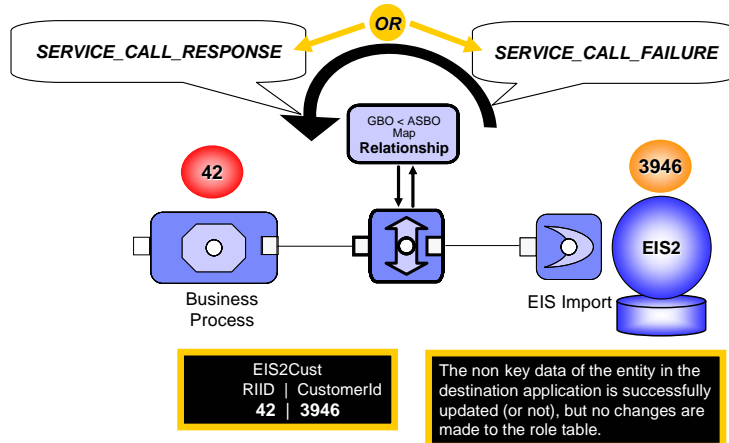 OR
SERVICE_CALL_RESPONSE
SERVICE_CALL_FAILURE
GBO < ASBO
Map
Relationship
42
3946
EIS2
Business
Process
EIS Import
EIS2Cust
RIID | CustomerId
42 | 3946
The non key data of the entity in the
destination application is successfully
updated (or not), but no changes are
made to the role table.